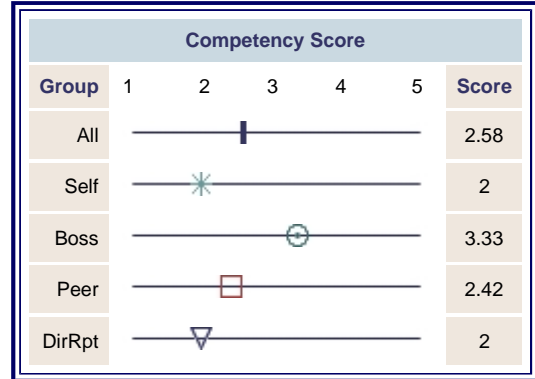 Competency Score
Group 1 2 3 4 5 Score
All 2.58
Self 2
Boss 3.33
Peer 2.42
DirRpt 2